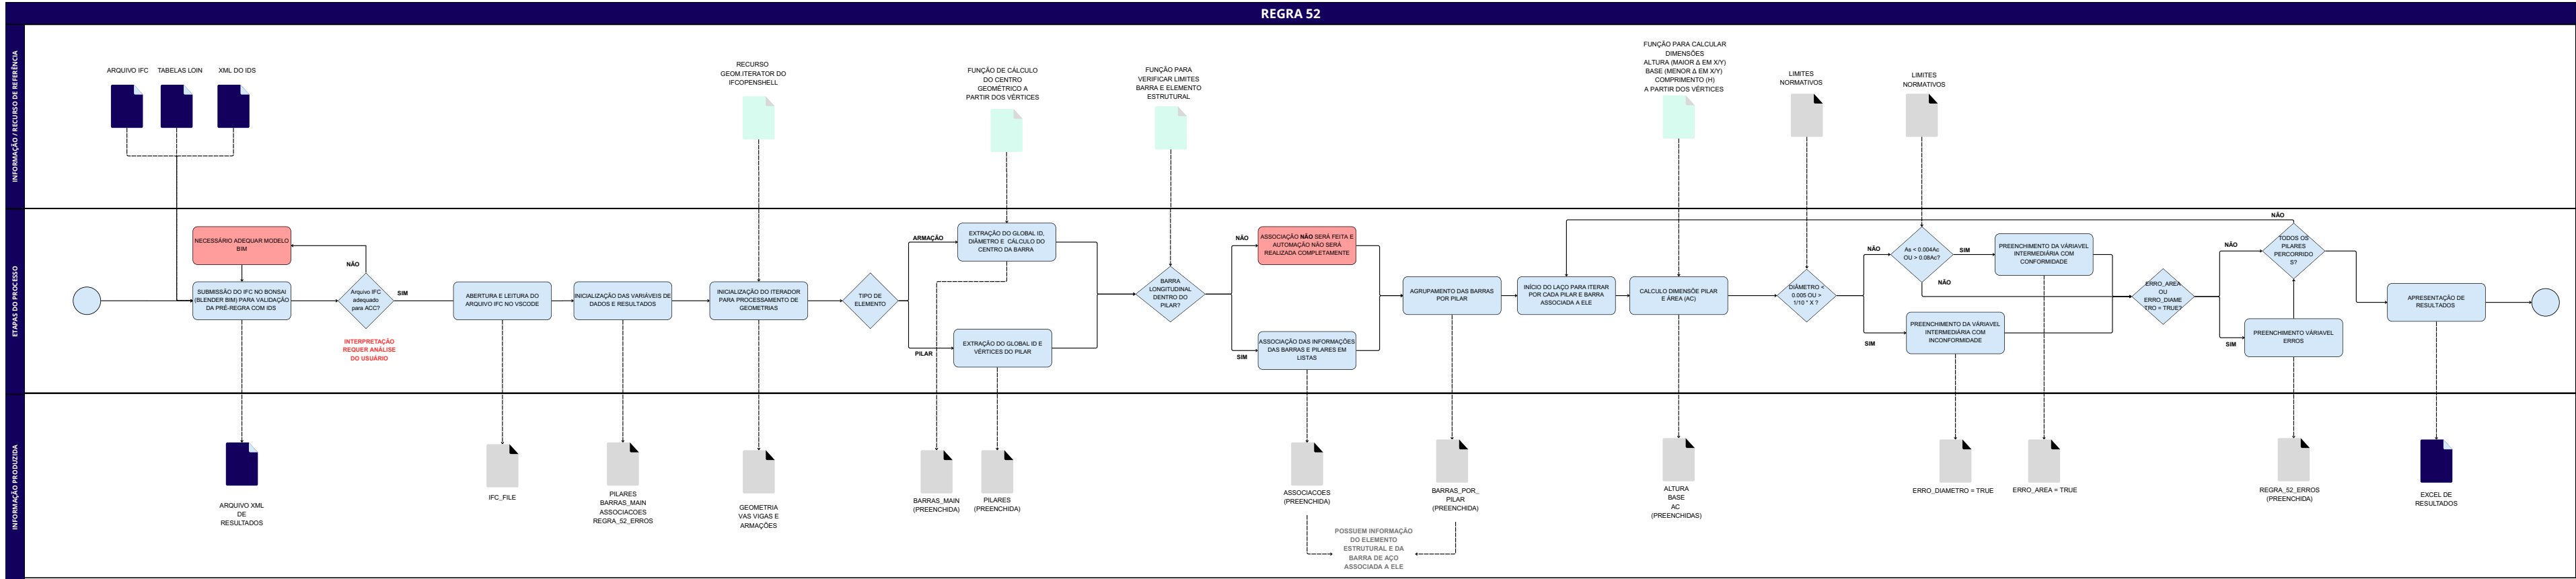 REGRA 52
INFORMAÇÃO / RECURSO DE REFERÊNCIA
ARQUIVO IFC
TABELAS LOIN
XML DO IDS
RECURSO
GEOM.ITERATOR DO
IFCOPENSHELL
FUNÇÃO DE CÁLCULO
DO CENTRO
GEOMÉTRICO A
PARTIR DOS VÉRTICES
FUNÇÃO PARA
VERIFICAR LIMITES
BARRA E ELEMENTO
ESTRUTURAL
FUNÇÃO PARA CALCULAR
DIMENSÕES
ALTURA (MAIOR Δ EM X/Y)
BASE (MENOR Δ EM X/Y)
COMPRIMENTO (H)
A PARTIR DOS VÉRTICES
LIMITES
NORMATIVOS
LIMITES
NORMATIVOS
ETAPAS DO PROCESSO
NECESSÁRIO ADEQUAR MODELO
BIM
SUBMISSÃO DO IFC NO BONSAI
(BLENDER BIM) PARA VALIDAÇÃO
DA PRÉ-REGRA COM IDS
NÃO
Arquivo IFC
adequado
para ACC?
SIM
INTERPRETAÇÃO
REQUER ANÁLISE
DO USUÁRIO
ABERTURA E LEITURA DO
ARQUIVO IFC NO VSCODE
INICIALIZAÇÃO DAS VARIÁVEIS DE
DADOS E RESULTADOS
INICIALIZAÇÃO DO ITERADOR
PARA PROCESSAMENTO DE
GEOMETRIAS
TIPO DE
ELEMENTO
ARMAÇÃO
EXTRAÇÃO DO GLOBAL ID,
DIÂMETRO E CÁLCULO DO
CENTRO DA BARRA
PILAR
EXTRAÇÃO DO GLOBAL ID E
VÉRTICES DO PILAR
BARRA
LONGITUDINAL
DENTRO DO
PILAR?
NÃO
ASSOCIAÇÃO NÃO SERÁ FEITA E
AUTOMAÇÃO NÃO SERÁ
REALIZADA COMPLETAMENTE
SIM
ASSOCIAÇÃO DAS INFORMAÇÕES
DAS BARRAS E PILARES EM
LISTAS
AGRUPAMENTO DAS BARRAS
POR PILAR
INÍCIO DO LAÇO PARA ITERAR
POR CADA PILAR E BARRA
ASSOCIADA A ELE
CALCULO DIMENSÕE PILAR
E ÁREA (AC)
DIÂMETRO <
0.005 OU >
1/10 * X ?
NÃO
As < 0.004Ac
OU > 0.08Ac?
SIM
PREENCHIMENTO DA VÁRIAVEL
INTERMEDIÁRIA COM
CONFORMIDADE
NÃO
SIM
PREENCHIMENTO DA VÁRIAVEL
INTERMEDIÁRIA COM
INCONFORMIDADE
ERRO_AREA
OU
ERRO_DIAME
TRO = TRUE?
NÃO
SIM
NÃO
TODOS OS
PILARES
PERCORRIDO
S?
PREENCHIMENTO VÁRIAVEL
ERROS
APRESENTAÇÃO DE
RESULTADOS
INFORMAÇÃO PRODUZIDA
ARQUIVO XML
DE
RESULTADOS
IFC_FILE
PILARES
BARRAS_MAIN
ASSOCIACOES
REGRA_52_ERROS
GEOMETRIA
VAS VIGAS E
ARMAÇÕES
BARRAS_MAIN
(PREENCHIDA)
PILARES
(PREENCHIDA)
ASSOCIACOES
(PREENCHIDA)
BARRAS_POR_
PILAR
(PREENCHIDA)
POSSUEM INFORMAÇÃO
DO ELEMENTO
ESTRUTURAL E DA
BARRA DE AÇO
ASSOCIADA A ELE
ALTURA
BASE
AC
(PREENCHIDAS)
ERRO_DIAMETRO = TRUE
ERRO_AREA = TRUE
REGRA_52_ERROS
(PREENCHIDA)
EXCEL DE
RESULTADOS